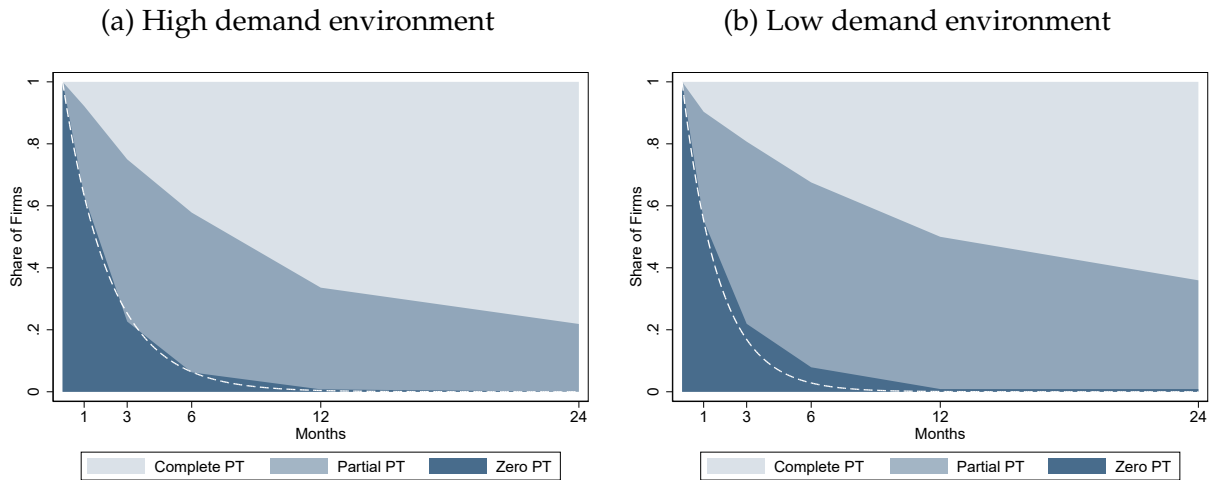 (a) High demand environment
Share of Firms
1
.8
.6
.4
.2
0
1 3 6 12 24
Months
Complete PT Partial PT Zero PT
(b) Low demand environment
Share of Firms
1
.8
.6
.4
.2
0
1 3 6 12 24
Months
Complete PT Partial PT Zero PT